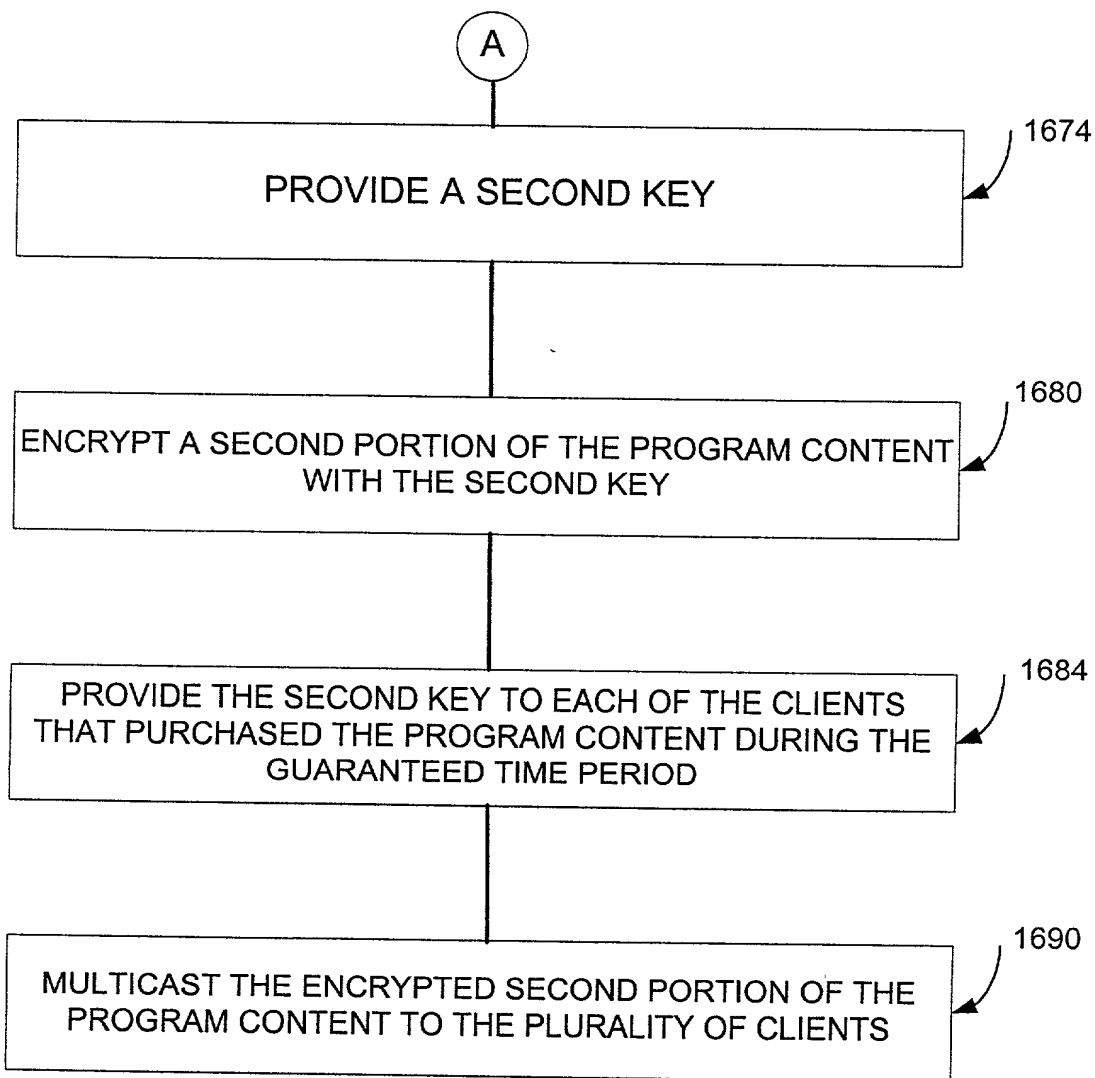 A
1674
PROVIDE A SECOND KEY
1680
ENCRYPT A SECOND PORTION OF THE PROGRAM CONTENT
WITH THE SECOND KEY
1684
PROVIDE THE SECOND KEY TO EACH OF THE CLIENTS
THAT PURCHASED THE PROGRAM CONTENT DURING THE
GUARANTEED TIME PERIOD
1690
MULTICAST THE ENCRYPTED SECOND PORTION OF THE
PROGRAM CONTENT TO THE PLURALITY OF CLIENTS